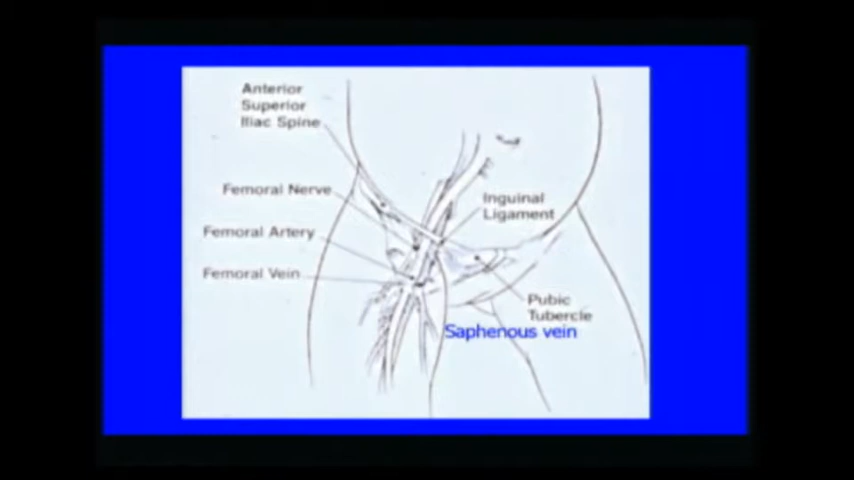 Anterior
Superior
Iliac Spine
Femoral Nerve
Inguinal
Ligament
Femoral Artery
Femoral Vein
Pubic
Tubercle
Saphenous vein